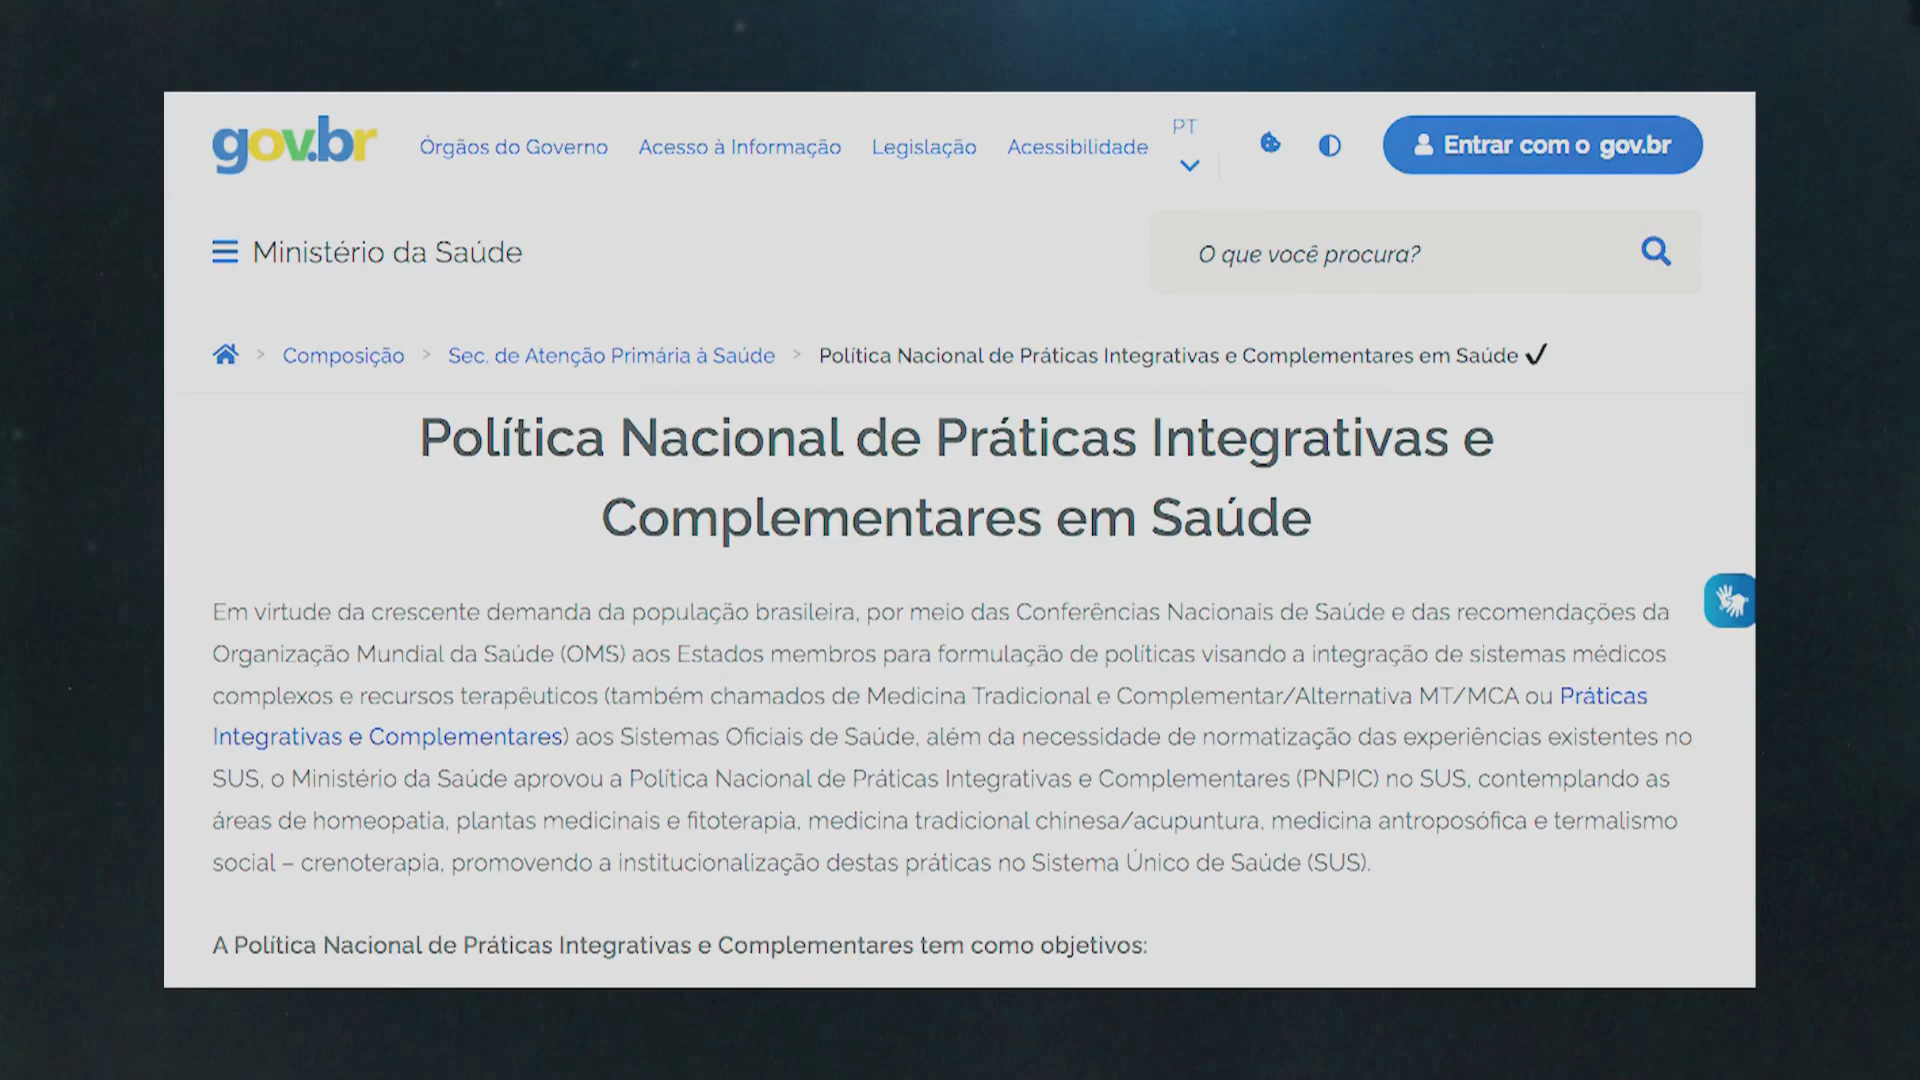 gov.br
Órgãos do Governo Acesso à Informação Legislação Acessibilidade PT Entrar com o gov.br
Ministério da Saúde O que você procura?
> Composição > Sec. de Atenção Primária à Saúde > Política Nacional de Práticas Integrativas e Complementares em Saúde
Política Nacional de Práticas Integrativas e
Complementares em Saúde
Em virtude da crescente demanda da população brasileira, por meio das Conferências Nacionais de Saúde e das recomendações da
Organização Mundial da Saúde (OMS) aos Estados membros para formulação de políticas visando a integração de sistemas médicos
complexos e recursos terapêuticos (também chamados de Medicina Tradicional e Complementar/Alternativa MT/MCA ou Práticas
Integrativas e Complementares) aos Sistemas Oficiais de Saúde, além da necessidade de normatização das experiências existentes no
SUS, o Ministério da Saúde aprovou a Política Nacional de Práticas Integrativas e Complementares (PNPIC) no SUS, contemplando as
áreas de homeopatia, plantas medicinais e fitoterapia, medicina tradicional chinesa/acupuntura, medicina antroposófica e termalismo
social – crenoterapia, promovendo a institucionalização destas práticas no Sistema Único de Saúde (SUS).
A Política Nacional de Práticas Integrativas e Complementares tem como objetivos: